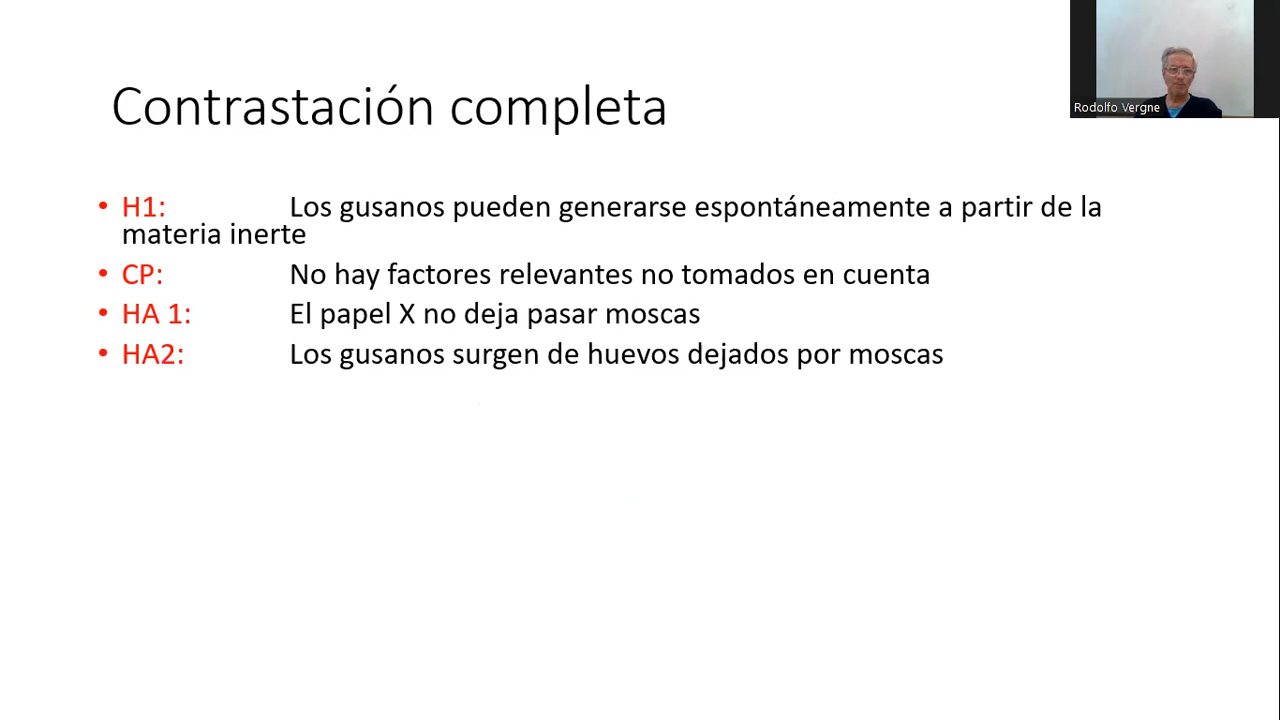 Contrastación completa
Rodolfo Vergne
• H1: Los gusanos pueden generarse espontáneamente a partir de la
materia inerte
• CP: No hay factores relevantes no tomados en cuenta
• HA 1: El papel X no deja pasar moscas
• HA2: Los gusanos surgen de huevos dejados por moscas